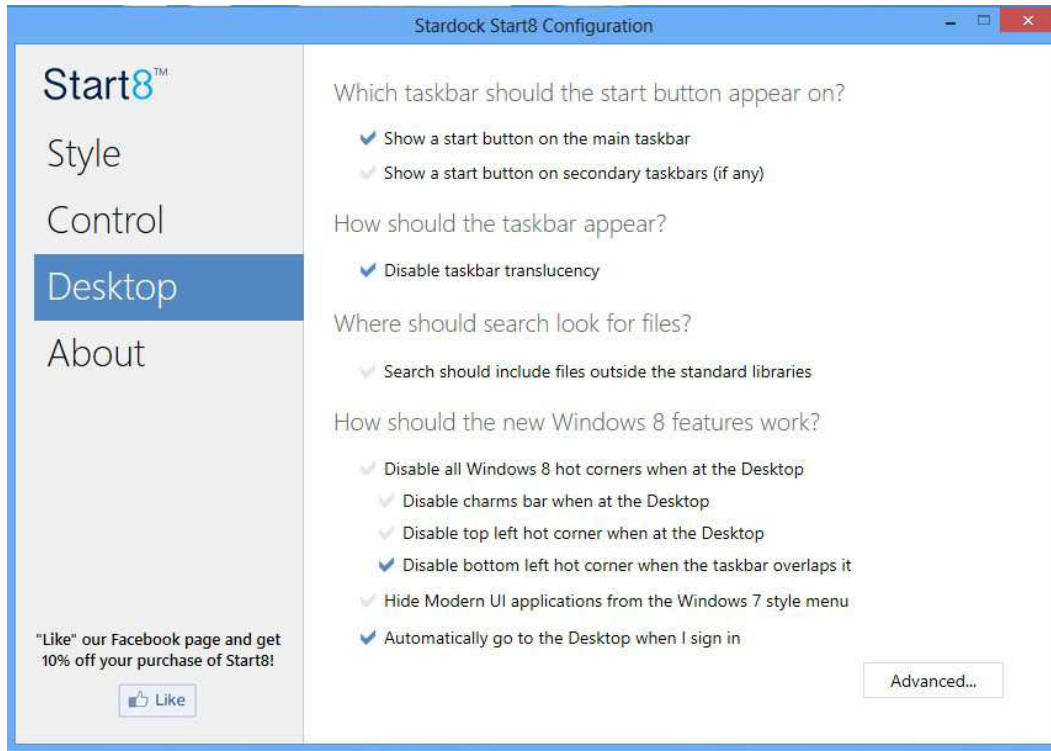 Stardock Start8 Configuration
Start8™
Style
Control
Desktop
About
"Like" our Facebook page and get
10% off your purchase of Start8!
Like
Which taskbar should the start button appear on?
Show a start button on the main taskbar
Show a start button on secondary taskbars (if any)
How should the taskbar appear?
Disable taskbar translucency
Where should search look for files?
Search should include files outside the standard libraries
How should the new Windows 8 features work?
Disable all Windows 8 hot corners when at the Desktop
Disable charms bar when at the Desktop
Disable top left hot corner when at the Desktop
Disable bottom left hot corner when the taskbar overlaps it
Hide Modern UI applications from the Windows 7 style menu
Automatically go to the Desktop when I sign in
Advanced...